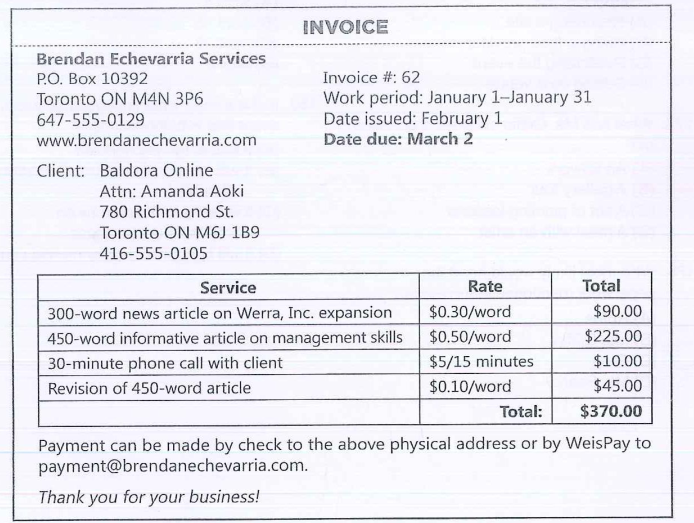 INVOICE
Brendan Echevarria Services
P.O. Box 10392
Toronto ON M4N 3P6
647-555-0129
www.brendanechevarria.com
Invoice #: 62
Work period: January 1–January 31
Date issued: February 1
Date due: March 2
Client: Baldora Online
Attn: Amanda Aoki
780 Richmond St.
Toronto ON M6J 1B9
416-555-0105
Service Rate Total
300-word news article on Werra, Inc. expansion $0.30/word $90.00
450-word informative article on management skills $0.50/word $225.00
30-minute phone call with client $5/15 minutes $10.00
Revision of 450-word article $0.10/word $45.00
Total: $370.00
Payment can be made by check to the above physical address or by WeisPay to
payment@brendanechevarria.com.
Thank you for your business!